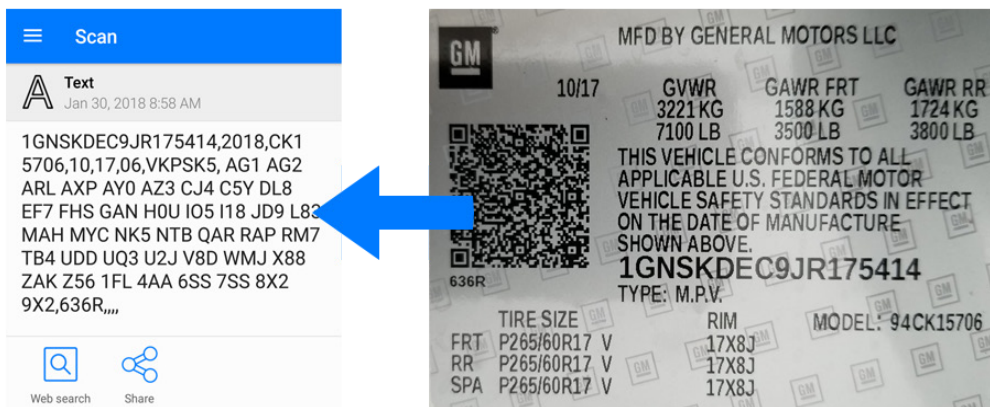 Scan
Text
Jan 30, 2018 8:58 AM
1GNSKDEC9JR175414,2018,CK1
5706,10,17,06,VKPSK5, AG1 AG2
ARL AXP AY0 AZ3 CJ4 C5Y DL8
EF7 FHS GAN H0U IO5 I18 JD9 L83
MAH MYC NK5 NTB QAR RAP RM7
TB4 UDD UQ3 U2J V8D WMJ X88
ZAK Z56 1FL 4AA 6SS 7SS 8X2
9X2,636R,,,,
Web search Share
GM
MFD BY GENERAL MOTORS LLC
10/17 GVWR GAWR FRT GAWR RR
3221 KG 1588 KG 1724 KG
7100 LB 3500 LB 3800 LB
THIS VEHICLE CONFORMS TO ALL
APPLICABLE U.S. FEDERAL MOTOR
VEHICLE SAFETY STANDARDS IN EFFECT
ON THE DATE OF MANUFACTURE
SHOWN ABOVE.
1GNSKDEC9JR175414
636R
TYPE: M.P.V.
TIRE SIZE RIM MODEL: 94CK15706
FRT P265/60R17 V 17X8J
RR P265/60R17 V 17X8J
SPA P265/60R17 V 17X8J